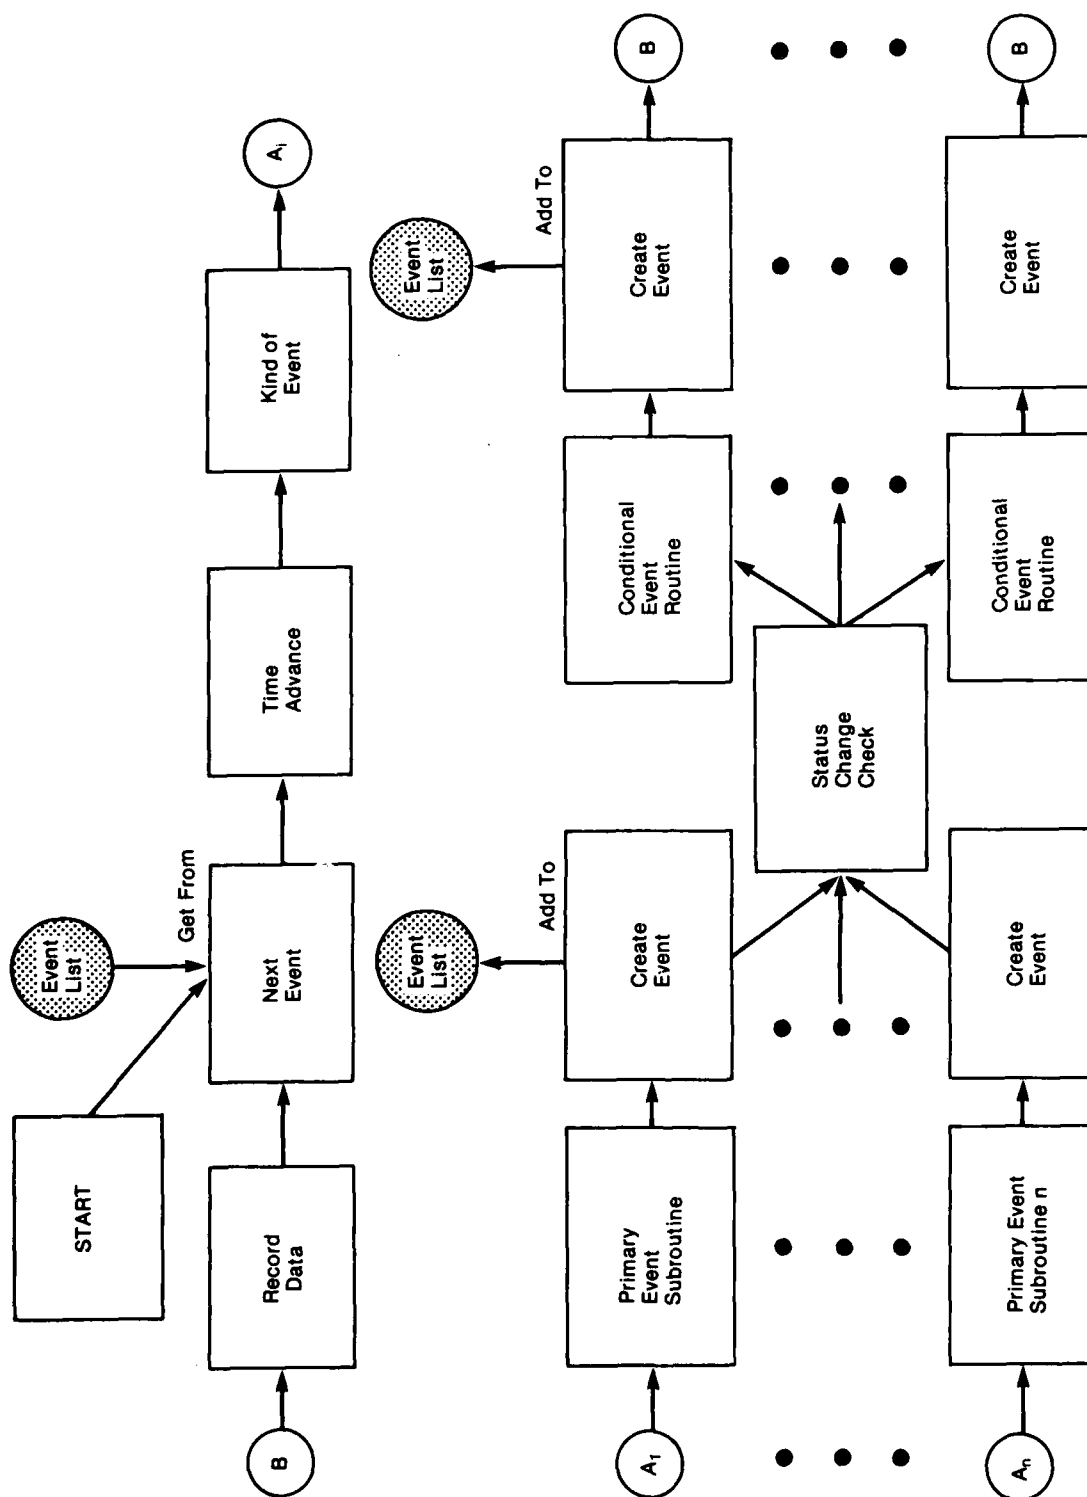 START
Event
List
Get From
B
Record
Data
Next
Event
Time
Advance
Kind of
Event
Ai
Event
List
Add To
Event
List
Add To
A1
Primary
Event
Subroutine
Create
Event
Conditional
Event
Routine
Create
Event
B
Status
Change
Check
An
Primary Event
Subroutine n
Create
Event
Conditional
Event
Routine
Create
Event
B